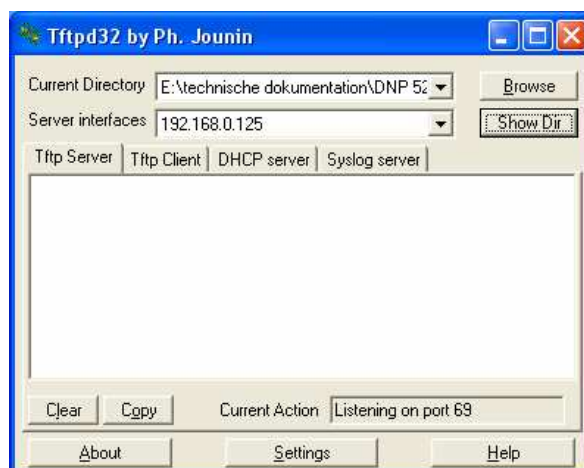 Tftpd32 by Ph. Jounin
Current Directory E:\technische dokumentation\DNP 52 Browse
Server interfaces 192.168.0.125 Show Dir
Tftp Server Tftp Client DHCP server Syslog server
Clear Copy Current Action Listening on port 69
About Settings Help